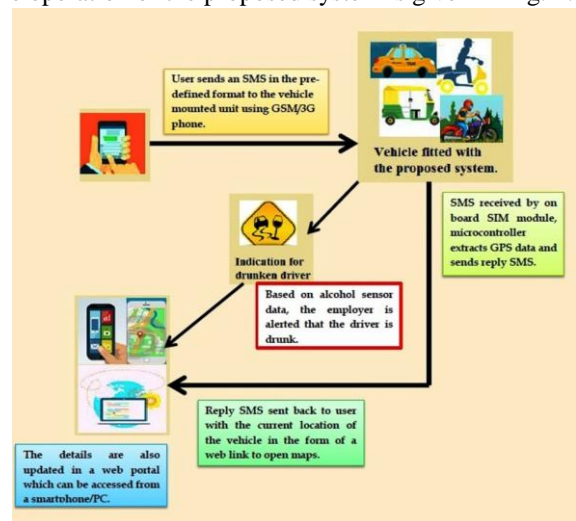 operation of the proposed system is given in Fig. 1.
User sends an SMS in the pre-
defined format to the vehicle
mounted unit using GSM/3G
phone.
Vehicle fitted with
the proposed system.
SMS received by on
board SIM module,
microcontroller
extracts GPS data and
sends reply SMS.
Indication for
drunken driver
Based on alcohol sensor
data, the employer is
alerted that the driver is
drunk.
Reply SMS sent back to user
with the current location of
the vehicle in the form of a
web link to open maps.
The details are also
updated in a web portal
which can be accessed from
a smartphone/PC.